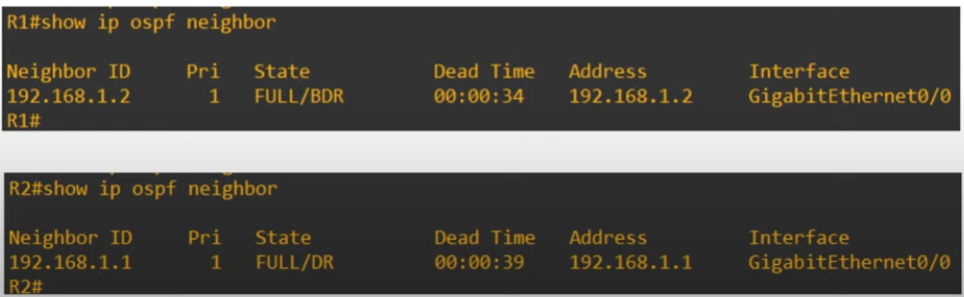 R1#show ip ospf neighbor
Neighbor ID Pri State Dead Time Address Interface
192.168.1.2 1 FULL/BDR 00:00:34 192.168.1.2 GigabitEthernet0/0
R1#
R2#show ip ospf neighbor
Neighbor ID Pri State Dead Time Address Interface
192.168.1.1 1 FULL/DR 00:00:39 192.168.1.1 GigabitEthernet0/0
R2#